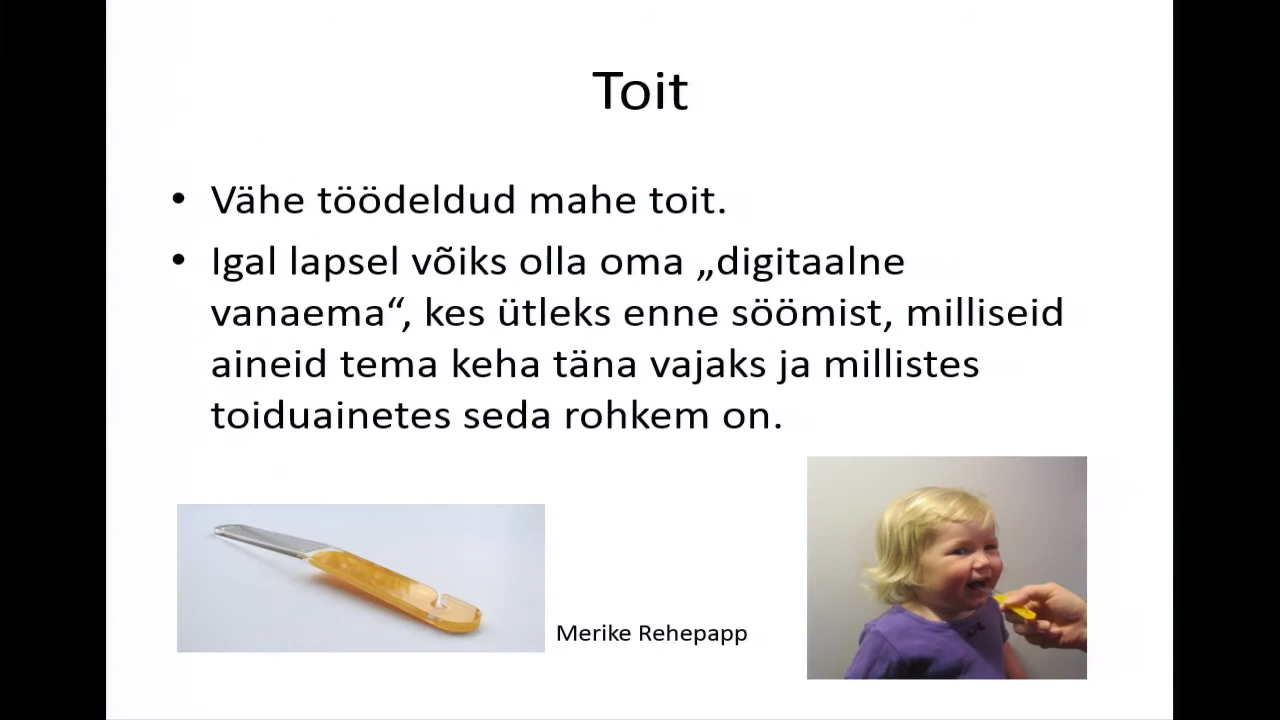 Toit
• Vähe töödeldud mahe toit.
• Igal lapsel võiks olla oma „digitaalne
vanaema“, kes ütleks enne söömist, milliseid
aineid tema keha täna vajaks ja millistes
toiduainetes seda rohkem on.
Merike Rehepapp